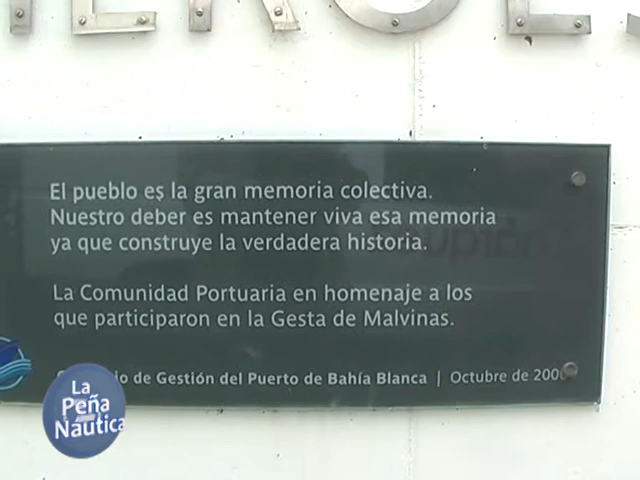 El pueblo es la gran memoria colectiva.
Nuestro deber es mantener viva esa memoria
ya que construye la verdadera historia.
La Comunidad Portuaria en homenaje a los
que participaron en la Gesta de Malvinas.
de Gestión del Puerto de Bahía Blanca | Octubre de
La
Peña
Nautica